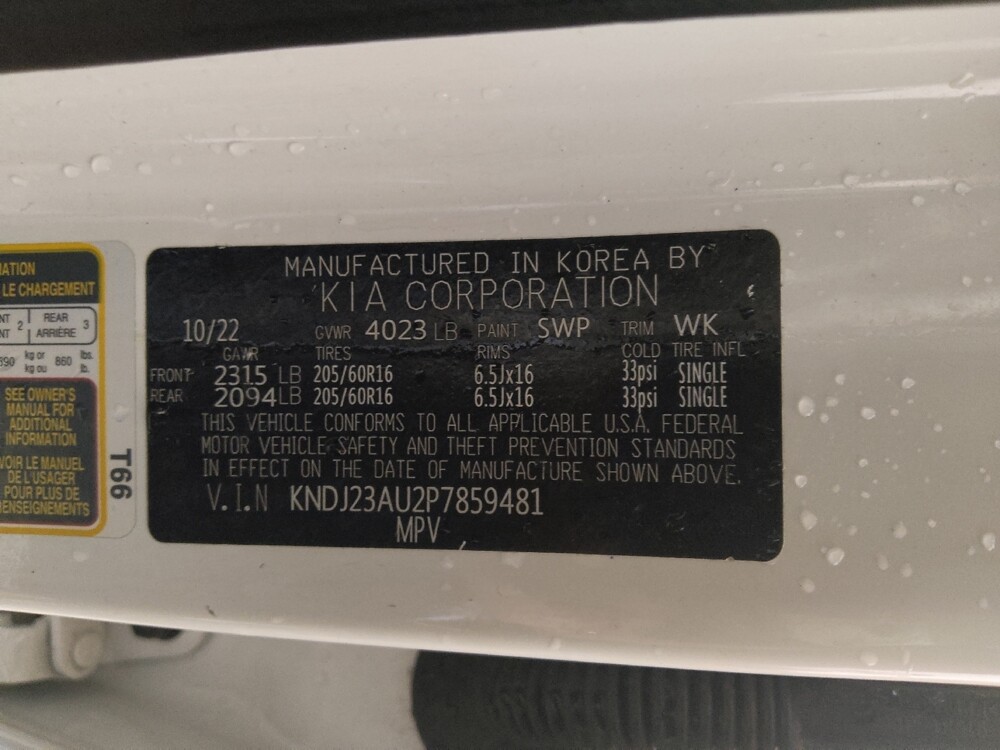 MATION
LE CHARGEMENT
2 REAR 3
ARRIÈRE
kg or 860 lbs.
kg ou lb.
SEE OWNER'S
MANUAL FOR
ADDITIONAL
INFORMATION
VOIR LE MANUEL
DE L'USAGER
POUR PLUS DE
RENSEIGNEMENTS
T66
MANUFACTURED IN KOREA BY
KIA CORPORATION
10/22 GVWR 4023 LB PAINT SWP TRIM WK
GAWR TIRES RIMS COLD TIRE INFL
FRONT 2315 LB 205/60R16 6.5Jx16 33psi SINGLE
REAR 2094 LB 205/60R16 6.5Jx16 33psi SINGLE
THIS VEHICLE CONFORMS TO ALL APPLICABLE U.S.A. FEDERAL
MOTOR VEHICLE SAFETY AND THEFT PREVENTION STANDARDS
IN EFFECT ON THE DATE OF MANUFACTURE SHOWN ABOVE.
V.I.N KNDJ23AU2P7859481
MPV